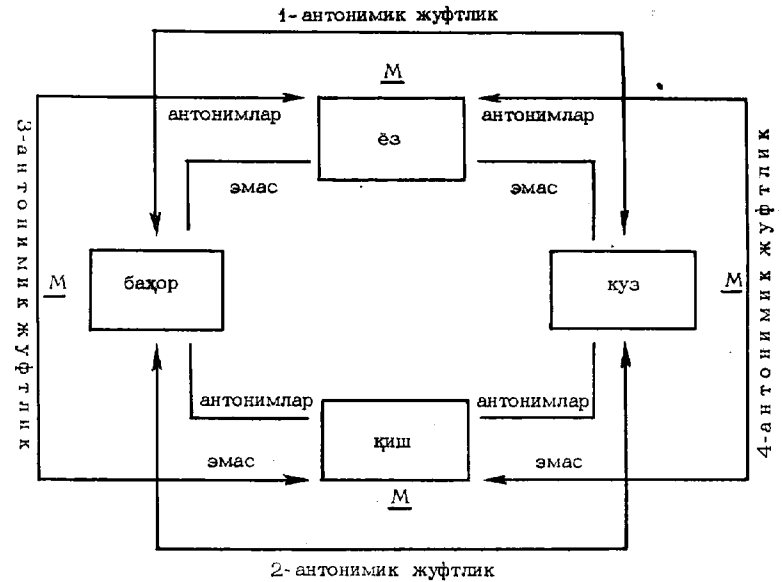 1-антонимик жуфтлик
М
антонимлар
ёз
антонимлар
эмас
эмас
3-антонимик жуфтлик
М
баҳор
куз
М
4-антонимик жуфтлик
антонимлар
антонимлар
қиш
эмас
эмас
М
2-антонимик жуфтлик